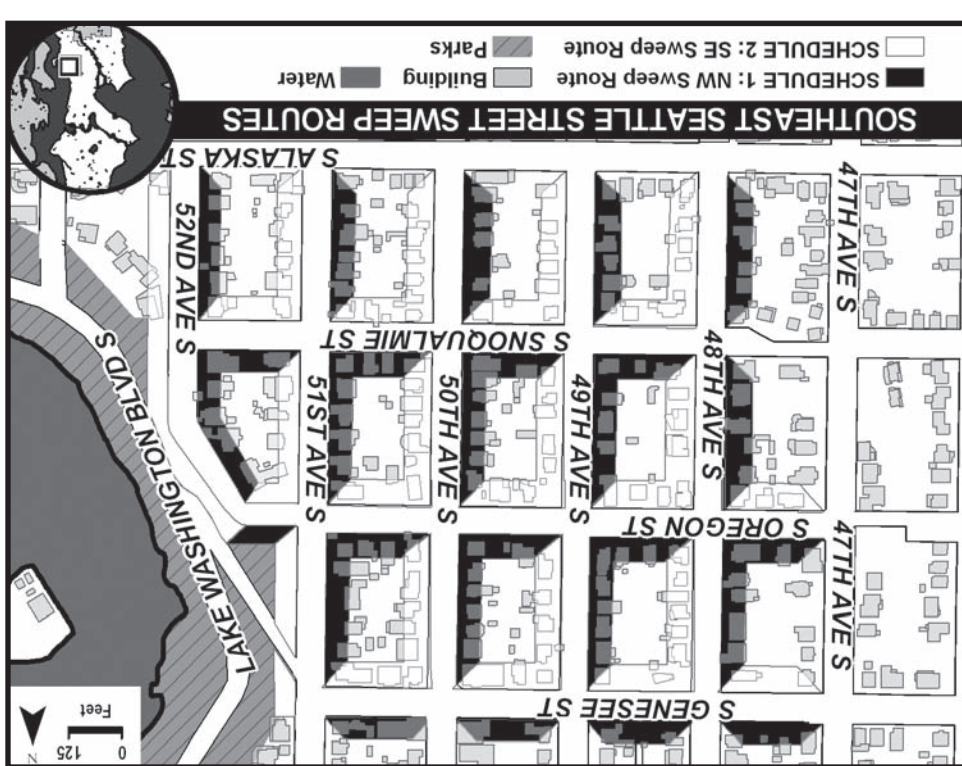 N
0 125
Feet
S GENESEE ST
LAKE WASHINGTON BLVD S
47TH AVE S
S OREGON ST
48TH AVE S
49TH AVE S
50TH AVE S
51ST AVE S
S SNOQUALMIE ST
52ND AVE S
47TH AVE S
S ALASKA ST
SOUTHEAST SEATTLE STREET SWEEP ROUTES
SCHEDULE 1: NW Sweep Route Building Water
SCHEDULE 2: SE Sweep Route Parks